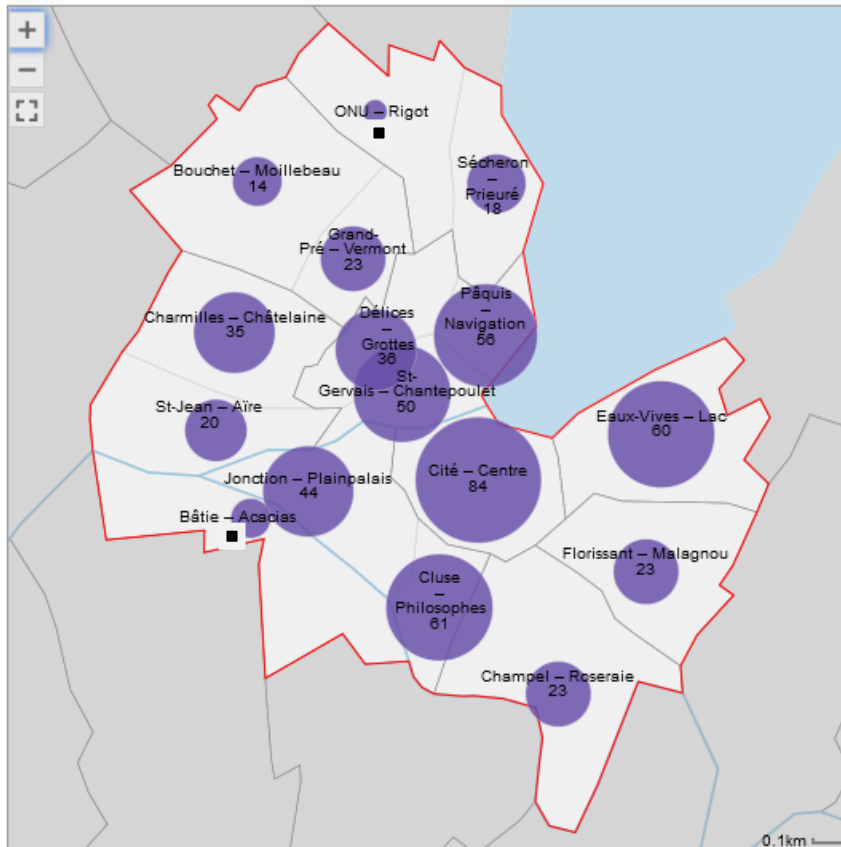 +
−
ONU – Rigot
Bouchet – Moillebeau
14
Sécheron
–
Prieuré
18
Grand-
Pré – Vermont
23
Pâquis
–
Navigation
56
Charmilles – Châtelaine
35
Délices
–
Grottes
36
St-
Gervais – Chantepoulet
50
St-Jean – Aïre
20
Eaux-Vives – Lac
60
Jonction – Plainpalais
44
Cité – Centre
84
Bâtie – Acacias
Florissant – Malagnou
23
Cluse
–
Philosophes
61
Champel – Roseraie
23
0.1km